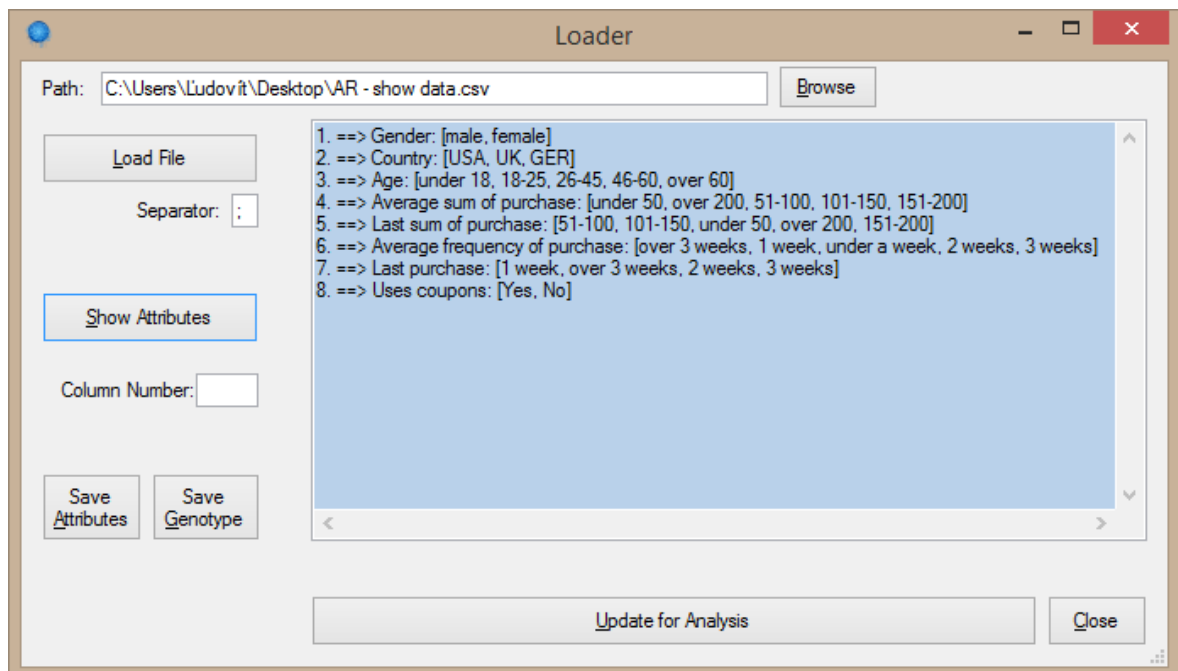 Loader
Path: C:\Users\Ľudovít\Desktop\AR - show data.csv Browse
Load File
Separator: ;
Show Attributes
Column Number:
Save Attributes
Save Genotype
1. ==> Gender: [male, female]
2. ==> Country: [USA, UK, GER]
3. ==> Age: [under 18, 18-25, 26-45, 46-60, over 60]
4. ==> Average sum of purchase: [under 50, over 200, 51-100, 101-150, 151-200]
5. ==> Last sum of purchase: [51-100, 101-150, under 50, over 200, 151-200]
6. ==> Average frequency of purchase: [over 3 weeks, 1 week, under a week, 2 weeks, 3 weeks]
7. ==> Last purchase: [1 week, over 3 weeks, 2 weeks, 3 weeks]
8. ==> Uses coupons: [Yes, No]
Update for Analysis Close